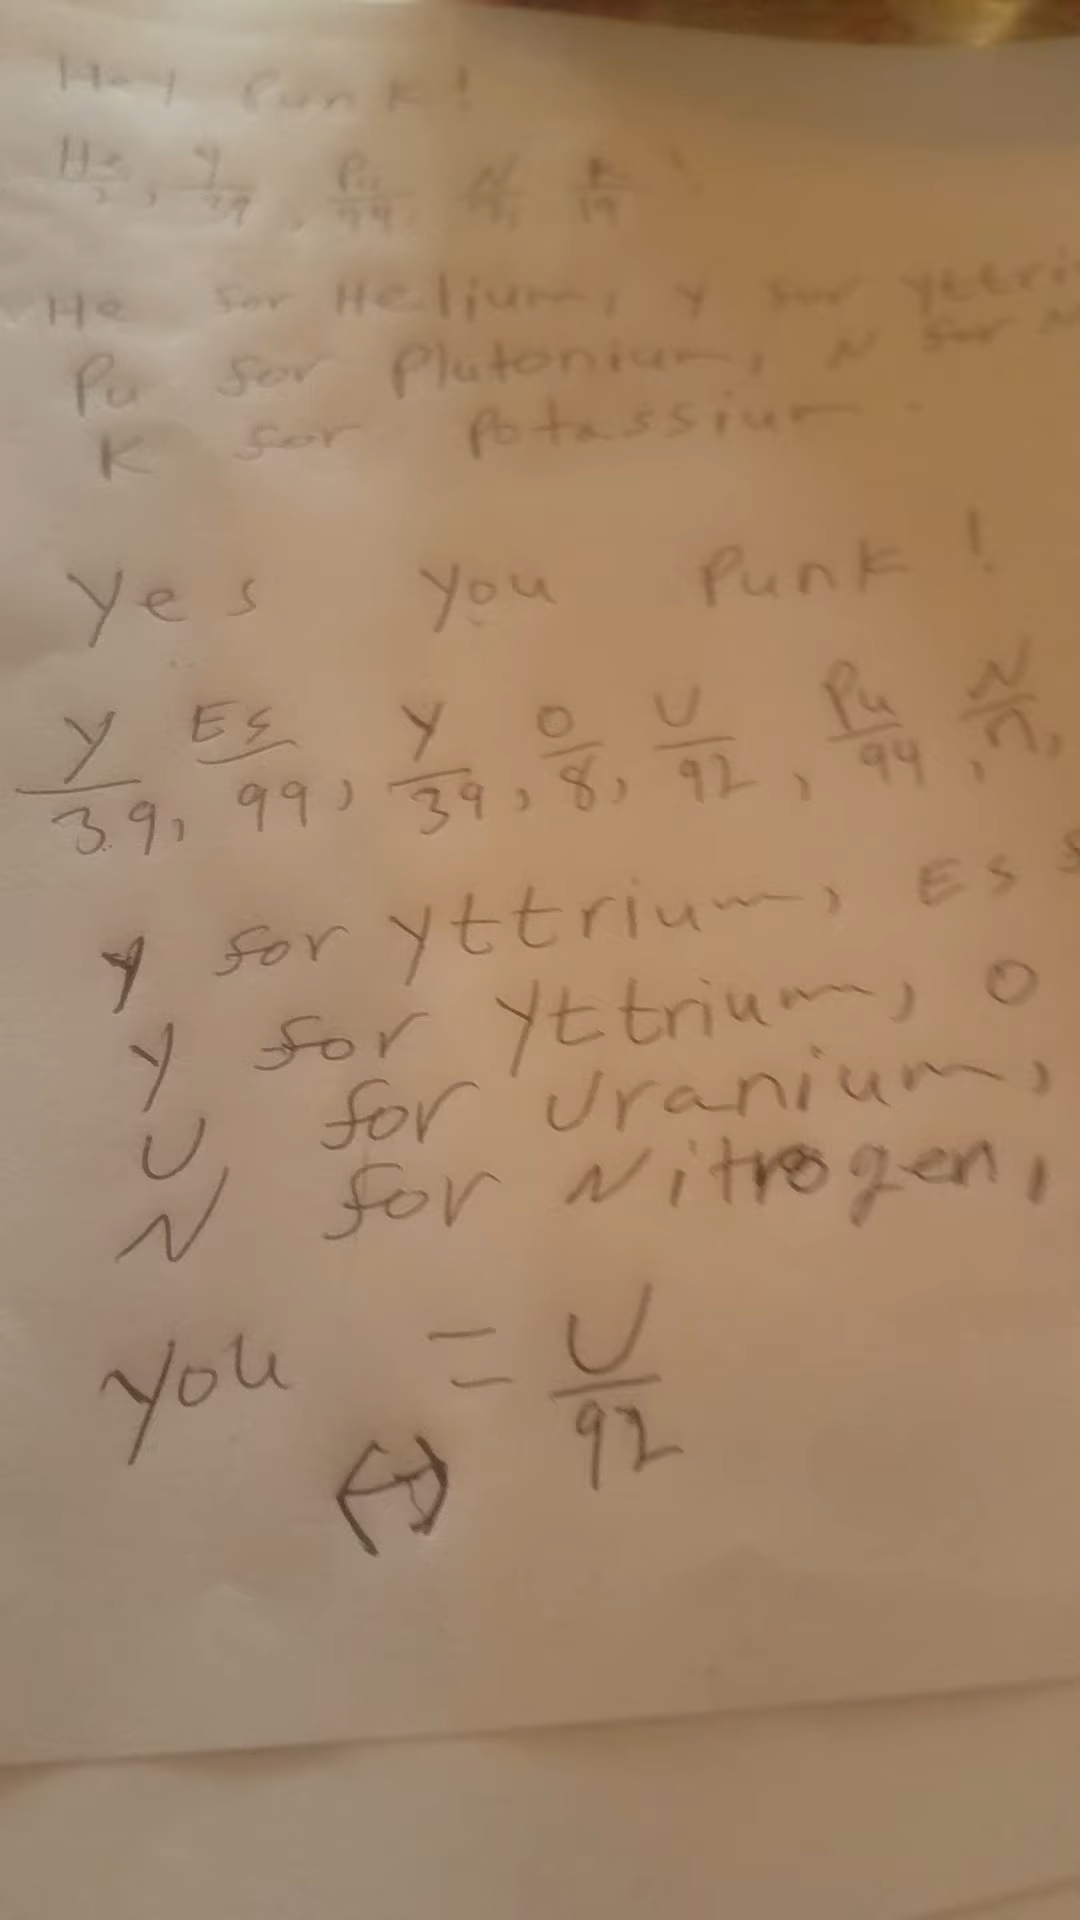 Hey Punk!
He/2, Y/39, Pu/94, N/7, K/19 !
He for Helium, Y for Yttri
Pu for Plutonium, N for N
K for Potassium.
Yes you Punk!
Y/39, Es/99, Y/39, O/8, U/92, Pu/94, N/7,
Y for Yttrium, Es
Y for Yttrium, O
U, for Uranium,
N for Nitrogen,
you = U/92